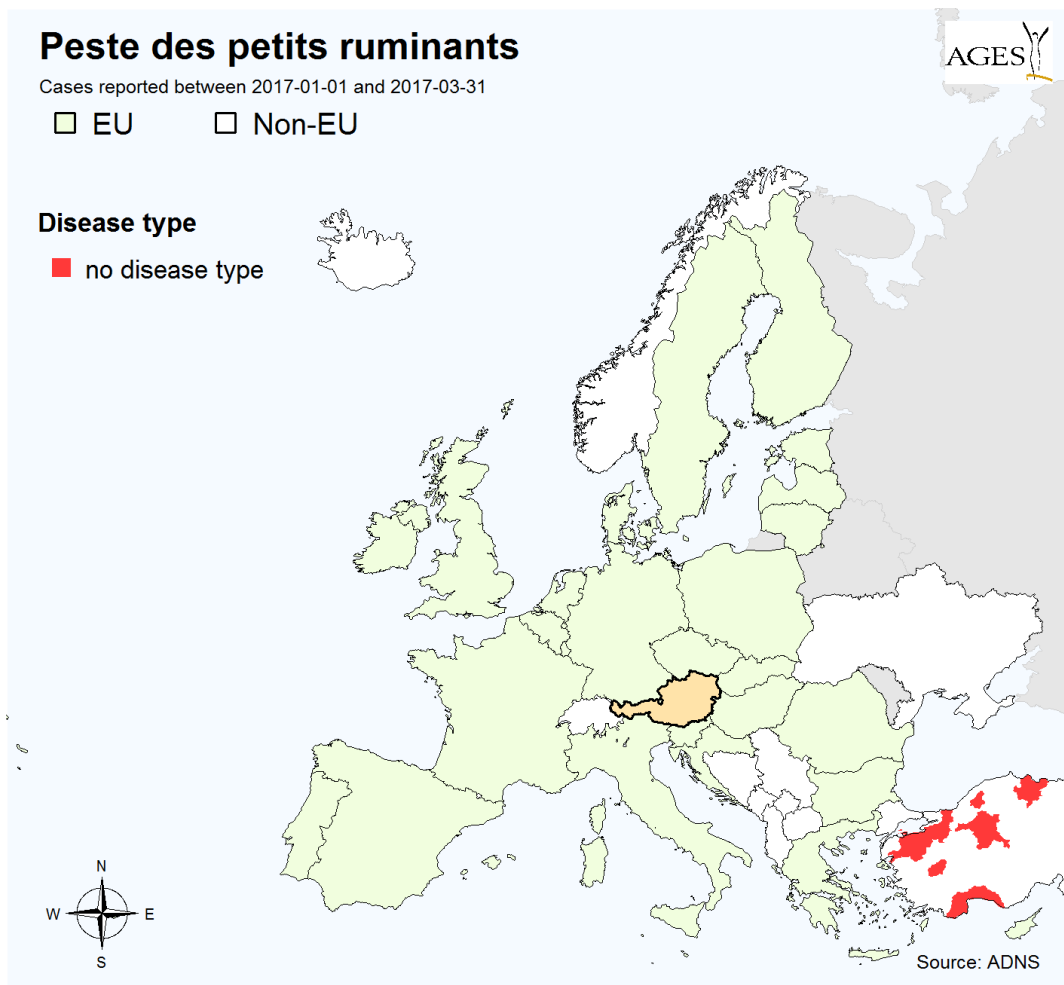 Peste des petits ruminants
Cases reported between 2017-01-01 and 2017-03-31
EU
Non-EU
AGES
Disease type
no disease type
N
W
E
S
Source: ADNS